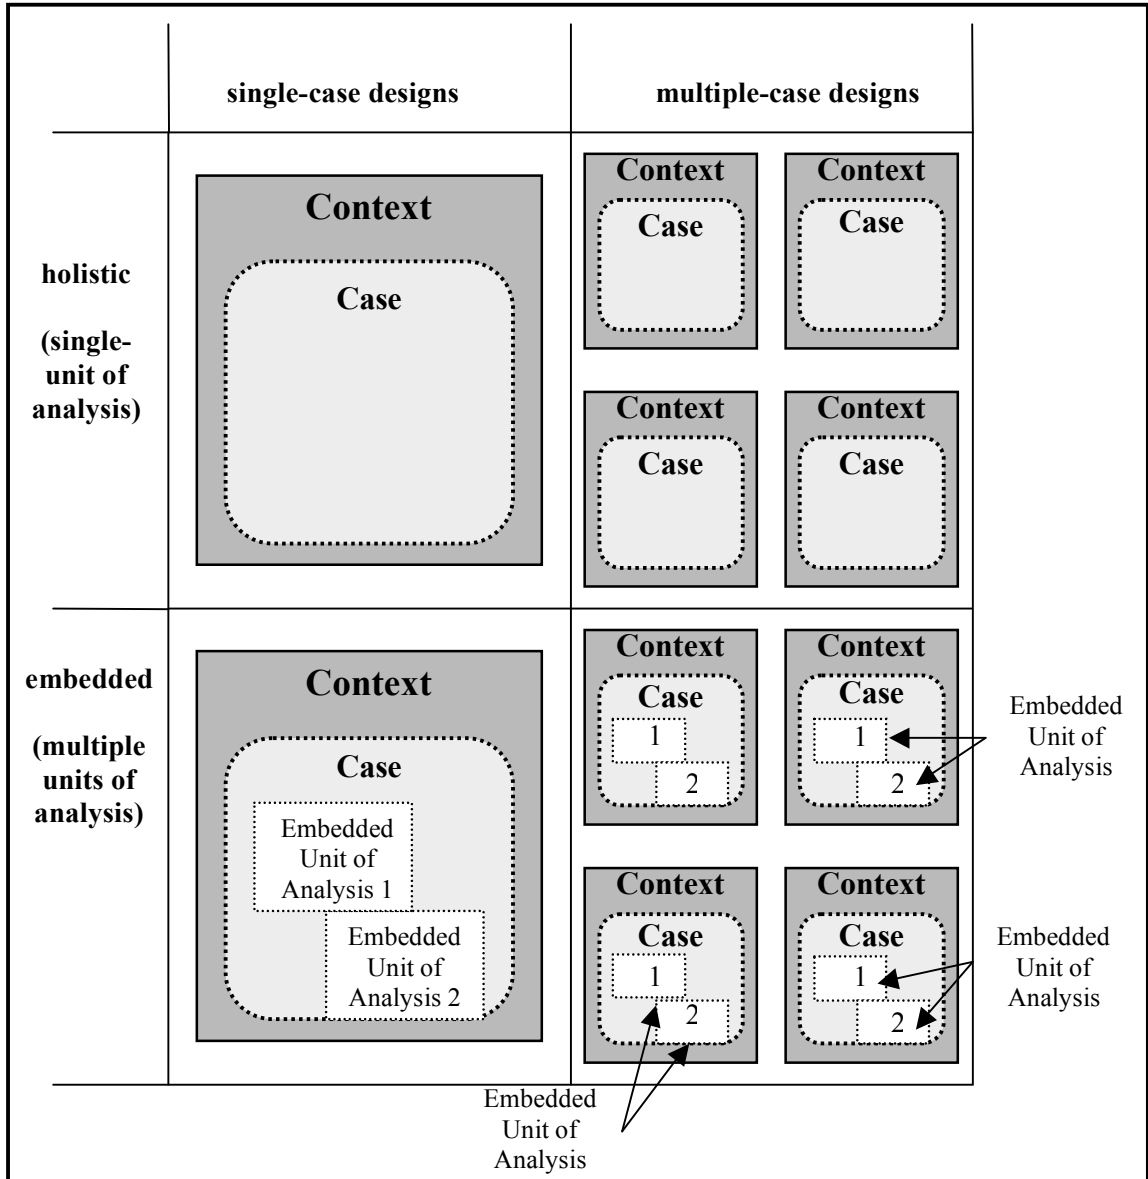 single-case designs
multiple-case designs
holistic
(single-
unit of
analysis)
Context
Case
Context
Case
Context
Case
Context
Case
Context
Case
embedded
(multiple
units of
analysis)
Context
Case
Embedded
Unit of
Analysis 1
Embedded
Unit of
Analysis 2
Context
Case
1
2
Context
Case
1
2
Embedded
Unit of
Analysis
Context
Case
1
2
Context
Case
1
2
Embedded
Unit of
Analysis
Embedded
Unit of
Analysis